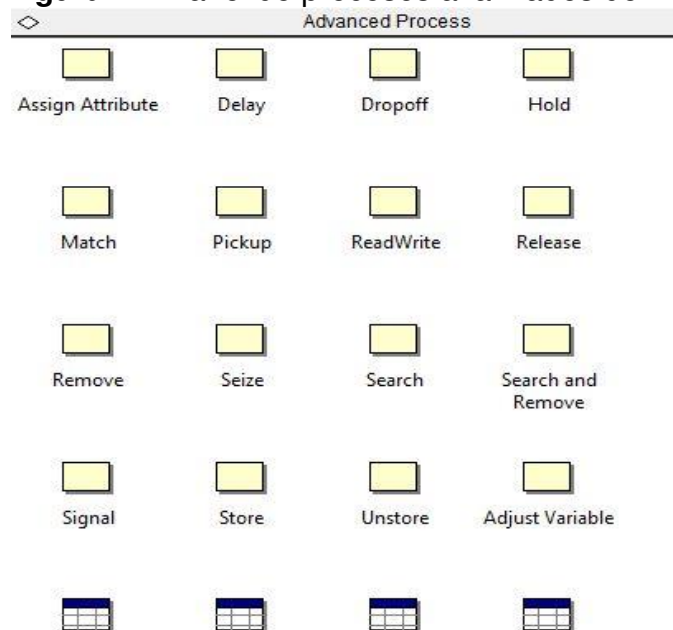 Advanced Process
Assign Attribute Delay Dropoff Hold
Match Pickup ReadWrite Release
Remove Seize Search Search and
Remove
Signal Store Unstore Adjust Variable